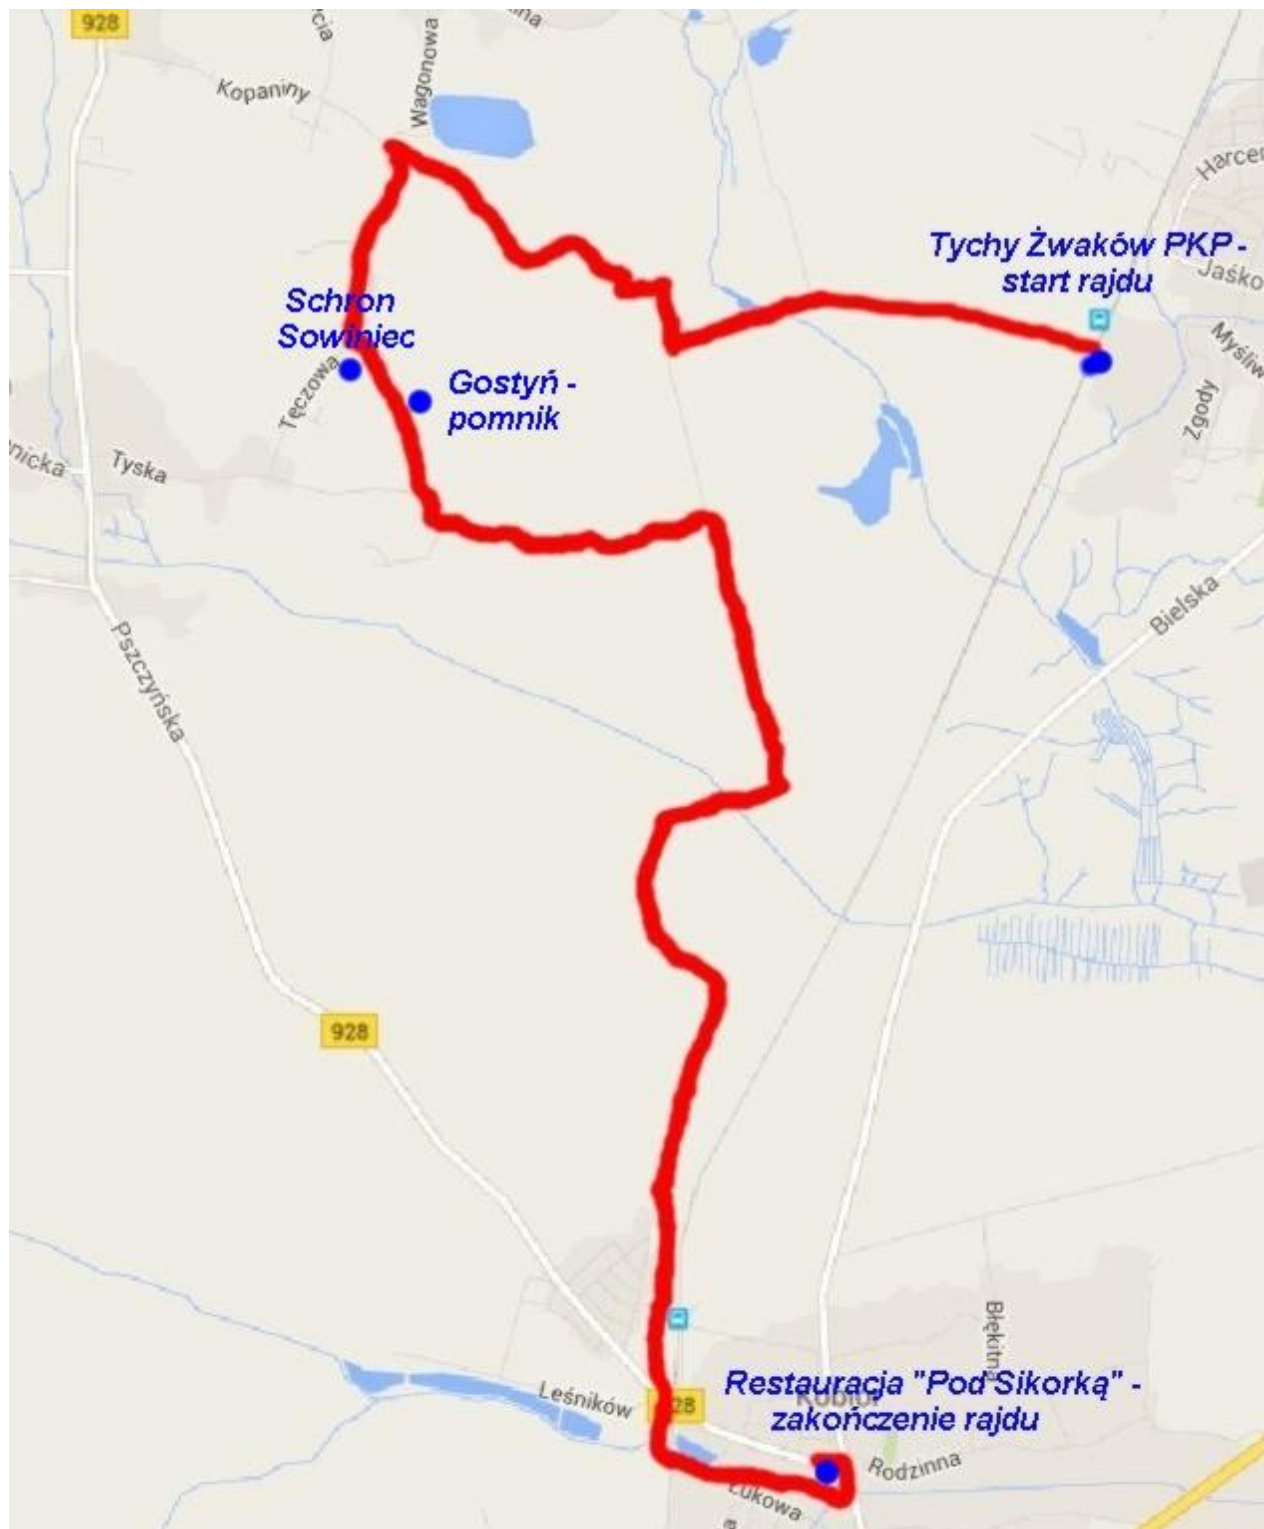 928
Kopaniny
Wagonowa
Harcer
Tychy Żwaków PKP -
start rajdu
Jaśko
Schron
Sowiniec
Myśliw
Gostyń -
pomnik
Tęczowa
Zgody
nicka
Tyska
Bielska
Pszczyńska
928
Błękitna
Restauracja "Pod Sikorką" -
zakończenie rajdu
Leśników
28
Rodzinna
Łukowa